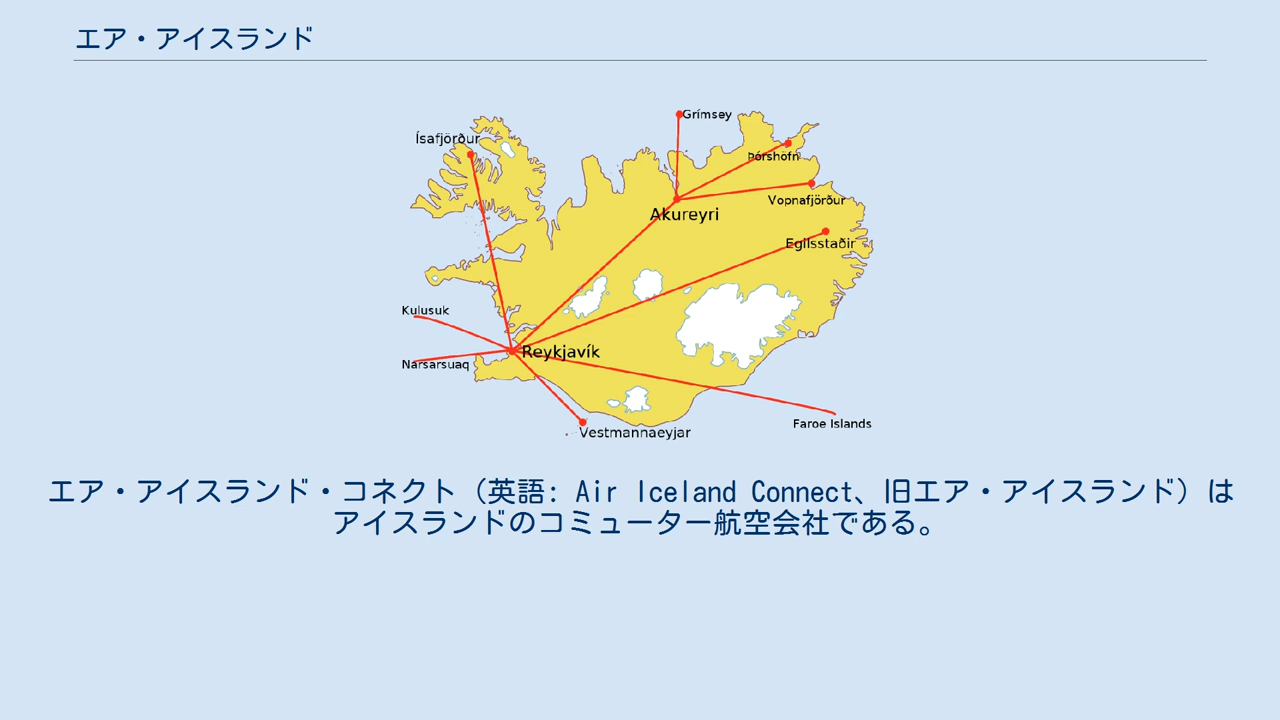 エア・アイスランド
Grímsey
Ísafjörður
Þórshöfn
Vopnafjörður
Akureyri
Egilsstaðir
Kulusuk
Reykjavík
Narsarsuaq
Faroe Islands
Vestmannaeyjar
エア・アイスランド・コネクト（英語: Air Iceland Connect、旧エア・アイスランド）は
アイスランドのコミューター航空会社である。